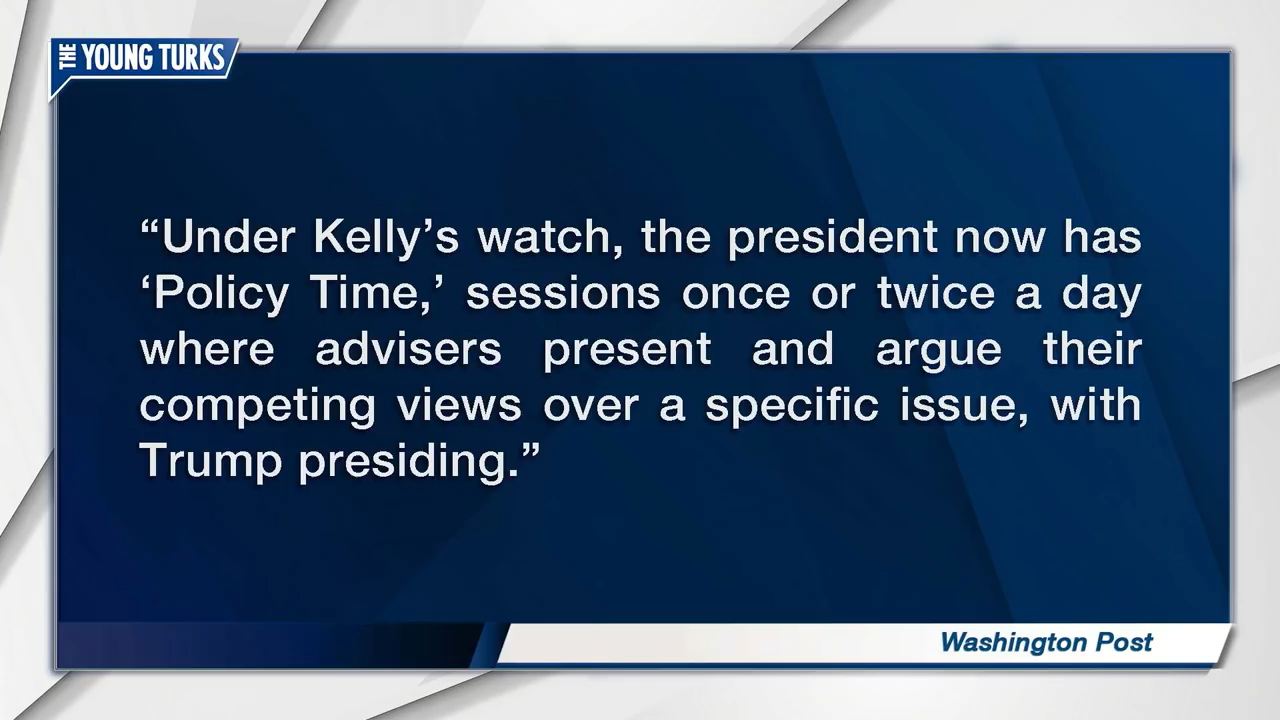 THE YOUNG TURKS
“Under Kelly’s watch, the president now has
‘Policy Time,’ sessions once or twice a day
where advisers present and argue their
competing views over a specific issue, with
Trump presiding.”
Washington Post